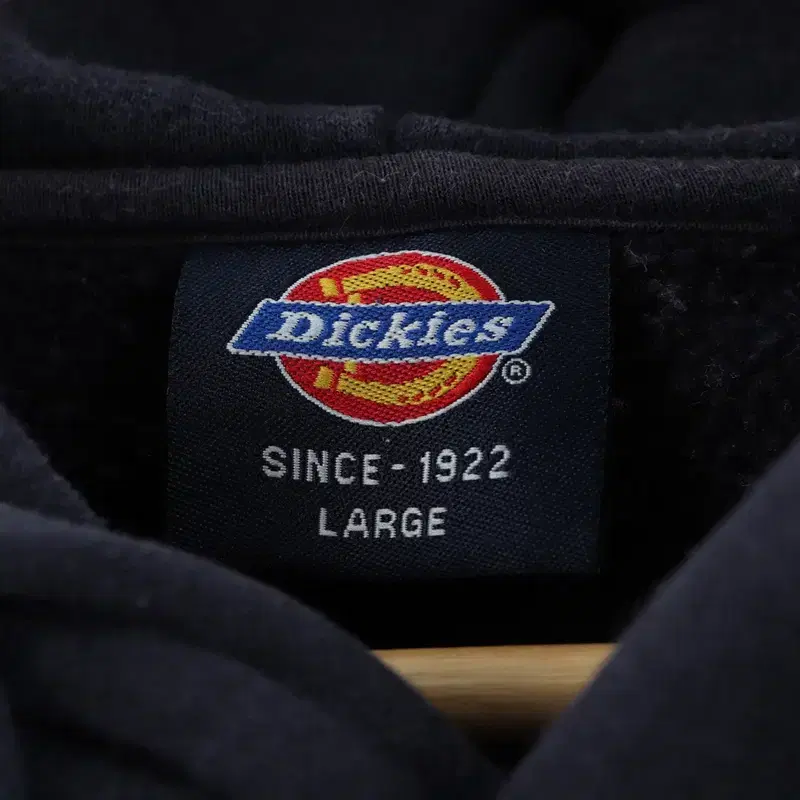 Dickies
®
SINCE - 1922
LARGE